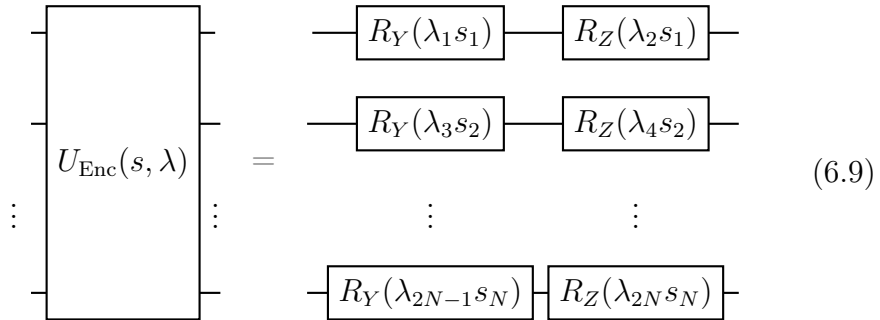 R_Y(λ_1 s_1) R_Z(λ_2 s_1)
R_Y(λ_3 s_2) R_Z(λ_4 s_2)
U_Enc(s, λ) = (6.9)
⋮ ⋮ ⋮ ⋮
R_Y(λ_{2N−1} s_N) R_Z(λ_{2N} s_N)